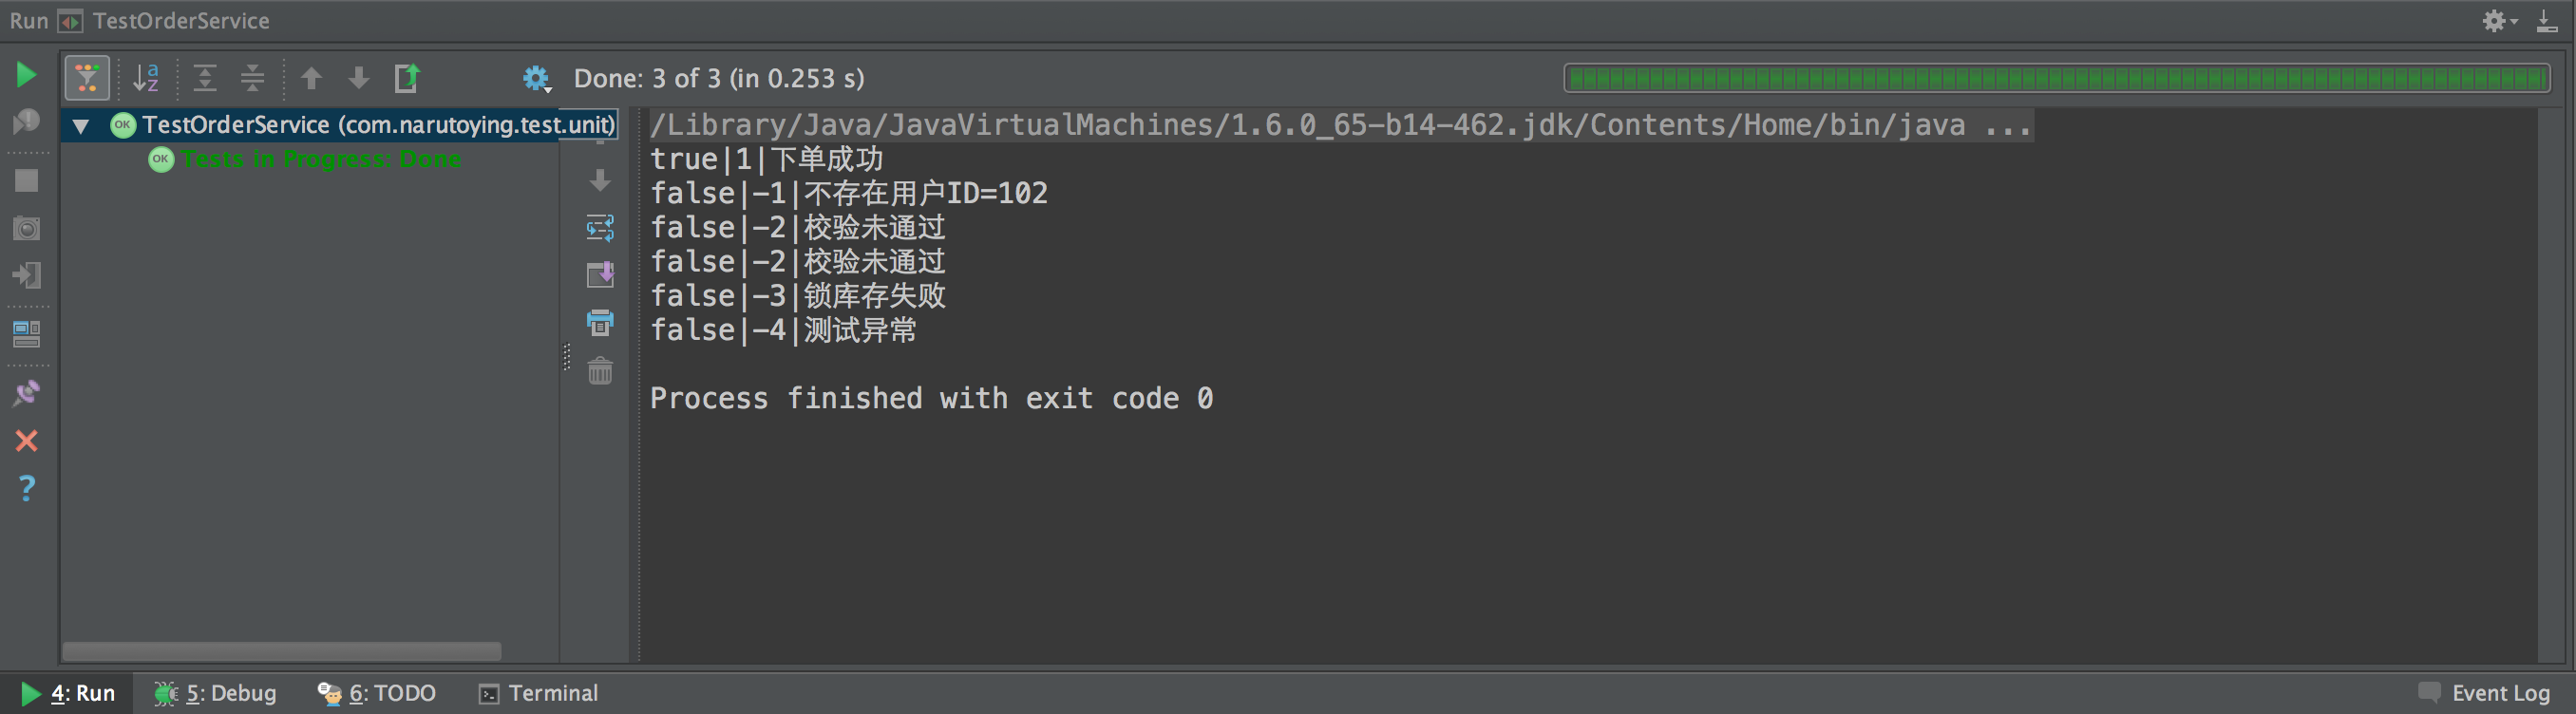 Run TestOrderService
Done: 3 of 3 (in 0.253 s)
OK TestOrderService (com.narutoying.test.unit)
OK Tests in Progress: Done
/Library/Java/JavaVirtualMachines/1.6.0_65-b14-462.jdk/Contents/Home/bin/java ...
true|1|下单成功
false|-1|不存在用户ID=102
false|-2|校验未通过
false|-2|校验未通过
false|-3|锁库存失败
false|-4|测试异常
Process finished with exit code 0
4: Run 5: Debug 6: TODO Terminal Event Log